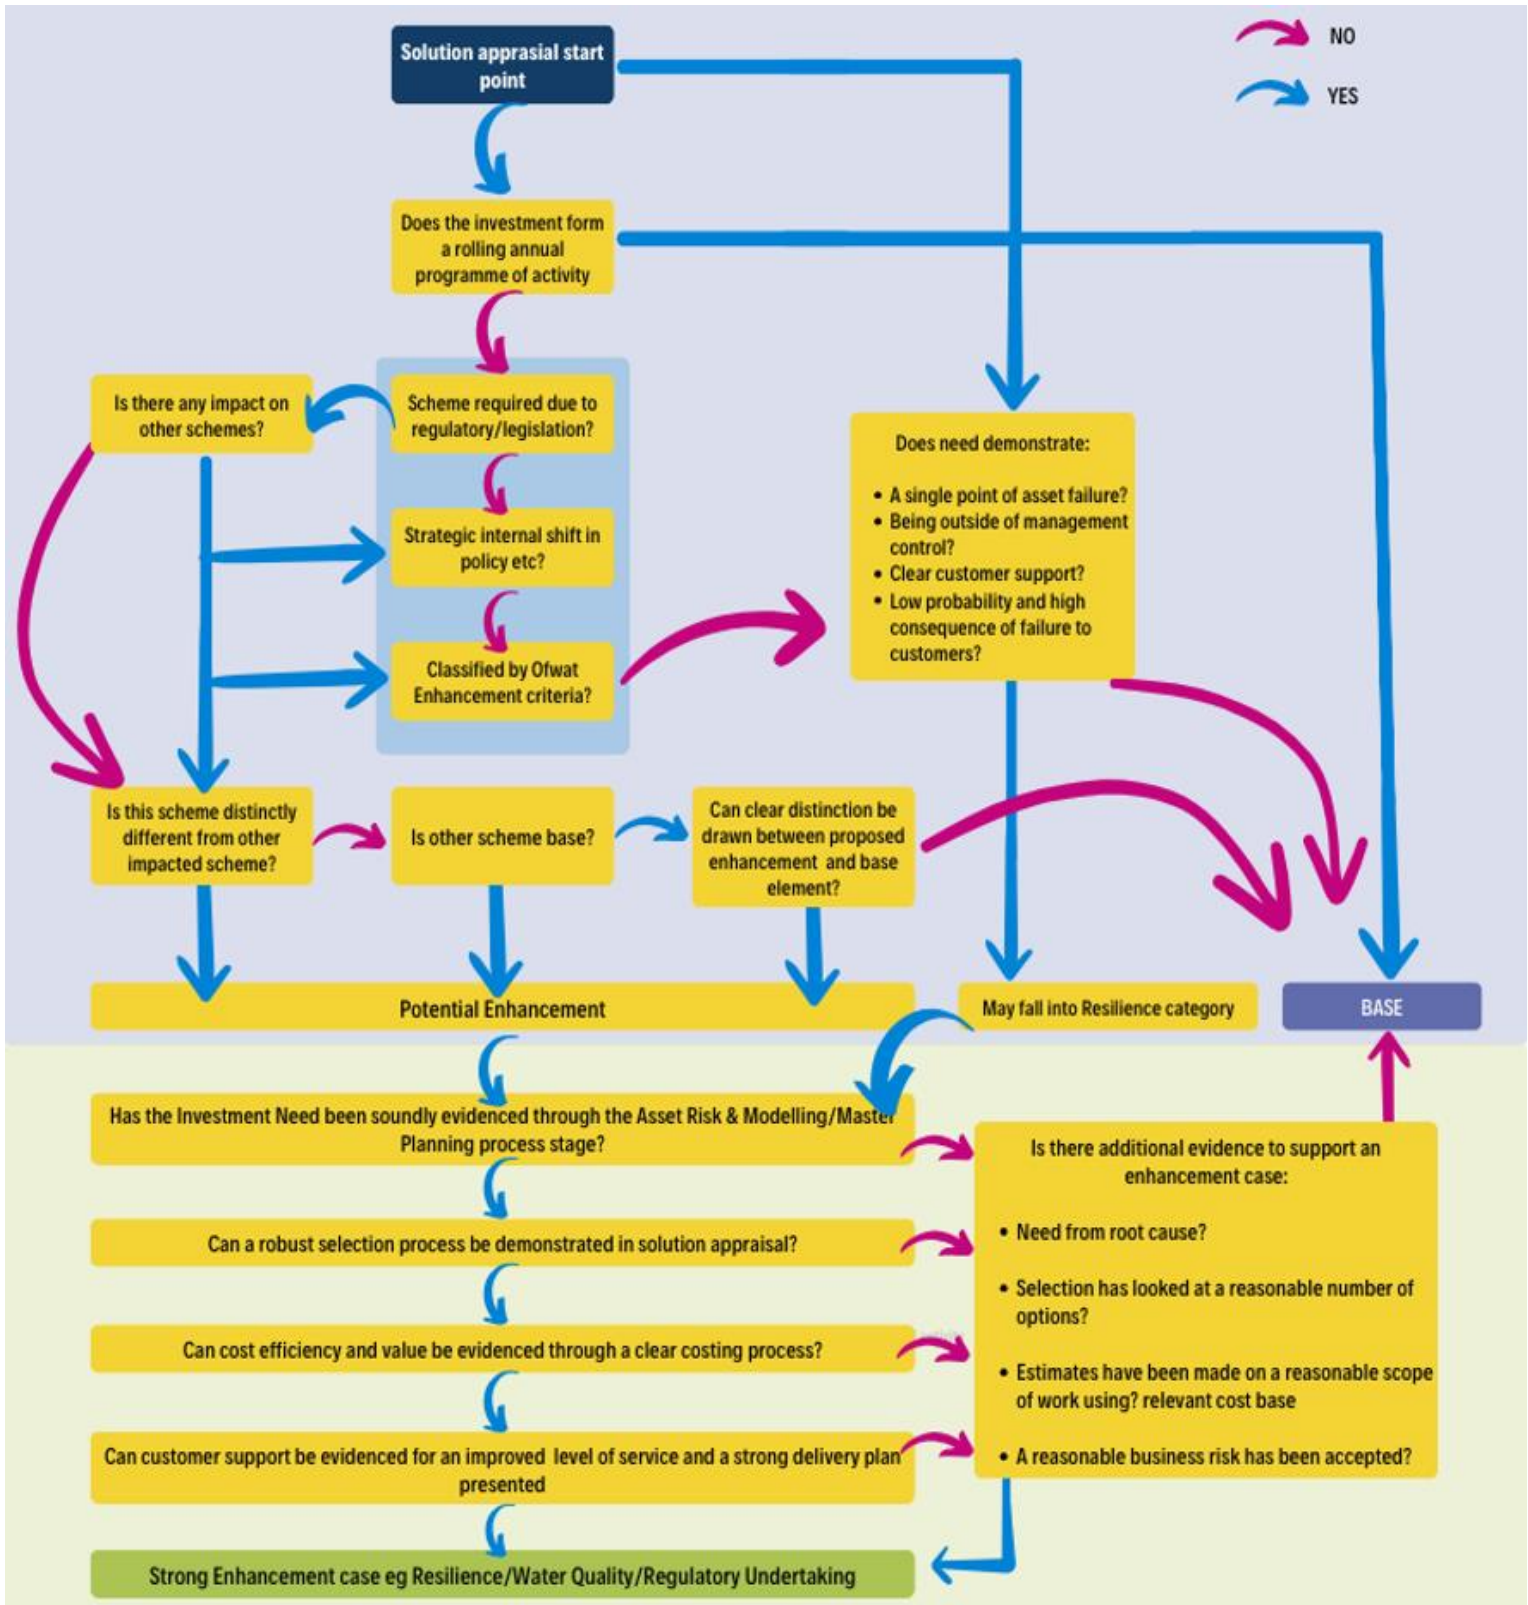 NO
YES
Solution apprasial start
point
Does the investment form
a rolling annual
programme of activity
Is there any impact on
other schemes?
Scheme required due to
regulatory/legislation?
Strategic internal shift in
policy etc?
Classified by Ofwat
Enhancement criteria?
Does need demonstrate:
• A single point of asset failure?
• Being outside of management
control?
• Clear customer support?
• Low probability and high
consequence of failure to
customers?
Is this scheme distinctly
different from other
impacted scheme?
Is other scheme base?
Can clear distinction be
drawn between proposed
enhancement and base
element?
Potential Enhancement
May fall into Resilience category
BASE
Has the Investment Need been soundly evidenced through the Asset Risk & Modelling/Master
Planning process stage?
Can a robust selection process be demonstrated in solution appraisal?
Can cost efficiency and value be evidenced through a clear costing process?
Can customer support be evidenced for an improved level of service and a strong delivery plan
presented
Is there additional evidence to support an
enhancement case:
• Need from root cause?
• Selection has looked at a reasonable number of
options?
• Estimates have been made on a reasonable scope
of work using? relevant cost base
• A reasonable business risk has been accepted?
Strong Enhancement case eg Resilience/Water Quality/Regulatory Undertaking